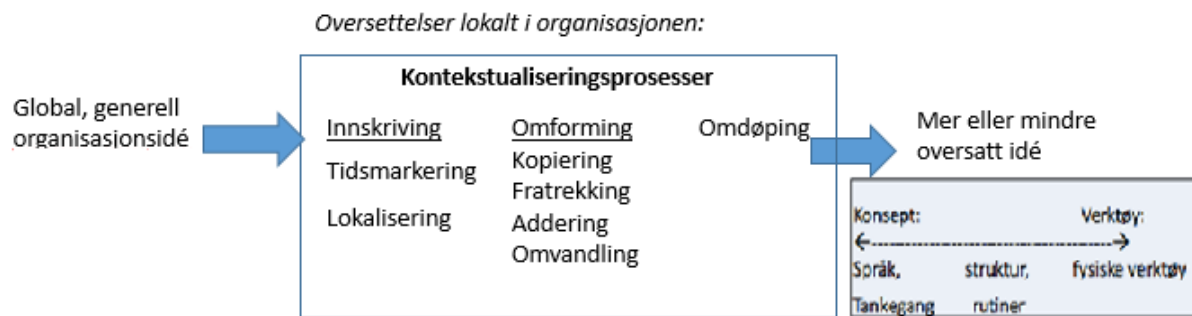 Oversettelser lokalt i organisasjonen:
Kontekstualiseringsprosesser
Global, generell
organisasjonsidé
Innskriving
Tidsmarkering
Lokalisering
Omforming
Kopiering
Fratrekking
Addering
Omvandling
Omdøping
Mer eller mindre
oversatt idé
Konsept: Verktøy:
Språk, struktur, fysiske verktøy
Tankegang rutiner